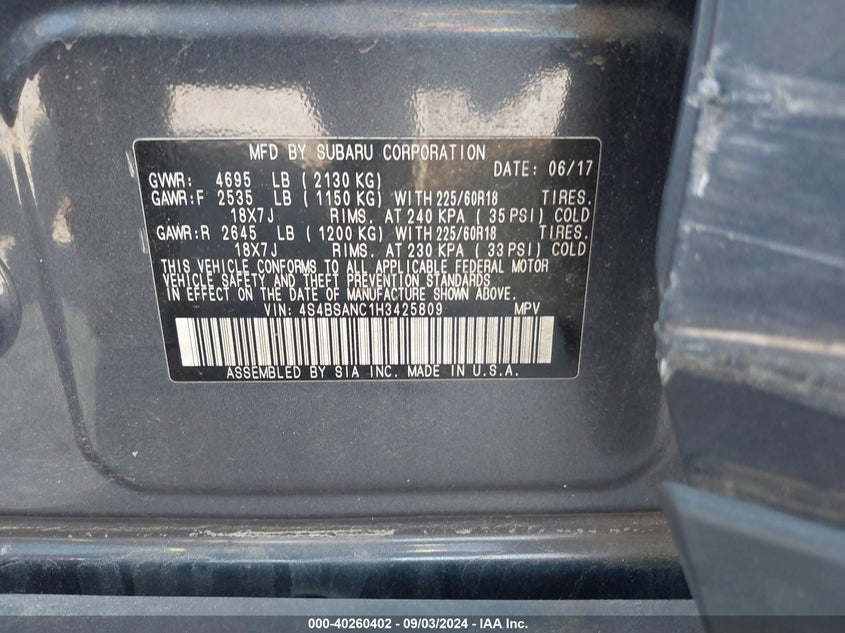 MFD BY SUBARU CORPORATION
DATE: 06/17
GVWR: 4695 LB ( 2130 KG)
GAWR:F 2535 LB ( 1150 KG) WITH 225/60R18 TIRES.
18X7J RIMS. AT 240 KPA ( 35 PSI) COLD
GAWR:R 2645 LB ( 1200 KG) WITH 225/60R18 TIRES.
18X7J RIMS. AT 230 KPA ( 33 PSI) COLD
THIS VEHICLE CONFORMS TO ALL APPLICABLE FEDERAL MOTOR
VEHICLE SAFETY AND THEFT PREVENTION STANDARDS
IN EFFECT ON THE DATE OF MANUFACTURE SHOWN ABOVE.
VIN: 4S4BSANC1H3425809 MPV
ASSEMBLED BY SIA INC. MADE IN U.S.A.
000-40260402 - 09/03/2024 - IAA Inc.